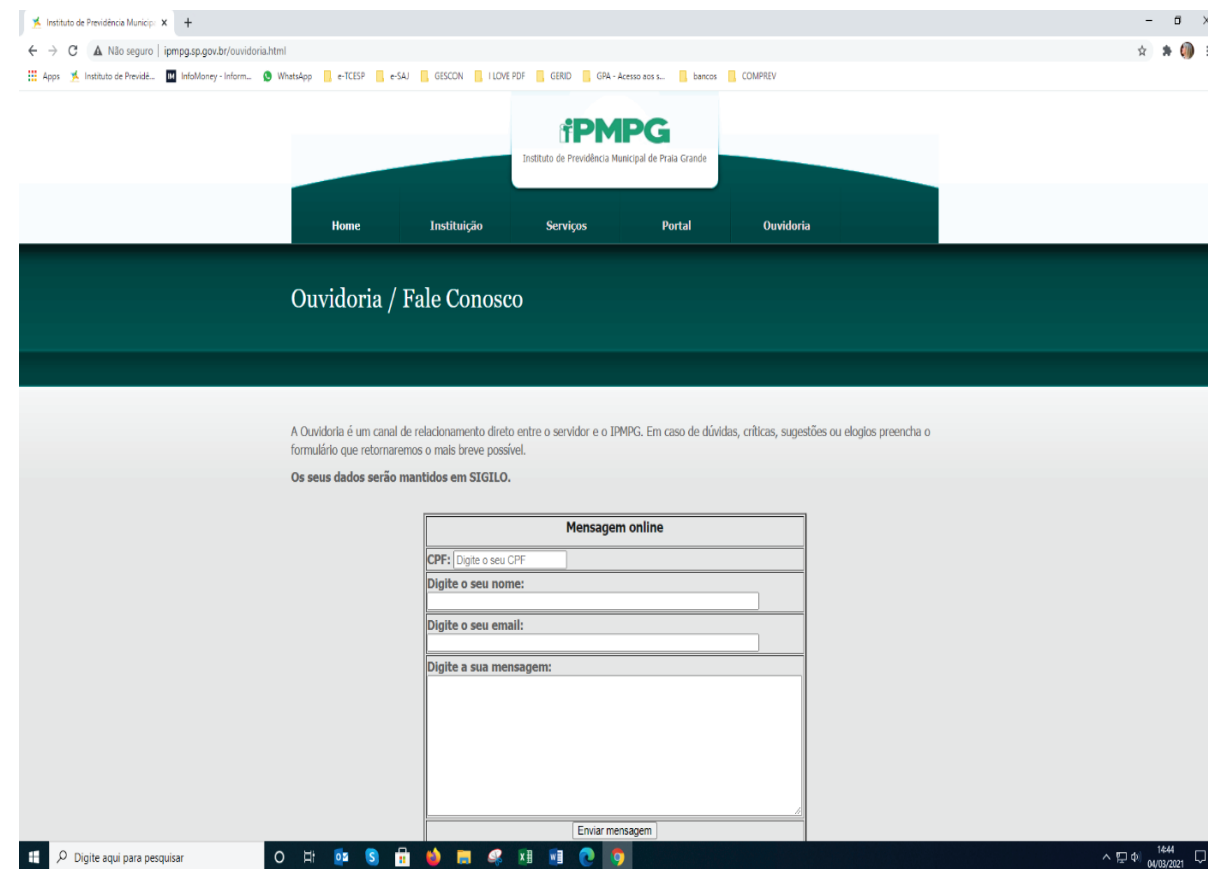 Instituto de Previdência Municip
Não seguro | ipmpg.sp.gov.br/ouvidoria.html
Apps Instituto de Previdê... InfoMoney - Inform... WhatsApp e-TCESP e-SAJ GESCON I LOVE PDF GERID GPA - Acesso aos s... bancos COMPREV
iPMPG
Instituto de Previdência Municipal de Praia Grande
Home Instituição Serviços Portal Ouvidoria
Ouvidoria / Fale Conosco
A Ouvidoria é um canal de relacionamento direto entre o servidor e o IPMPG. Em caso de dúvidas, críticas, sugestões ou elogios preencha o
formulário que retornaremos o mais breve possível.
Os seus dados serão mantidos em SIGILO.
Mensagem online
CPF: Digite o seu CPF
Digite o seu nome:
Digite o seu email:
Digite a sua mensagem:
Enviar mensagem
Digite aqui para pesquisar
14:44
04/03/2021